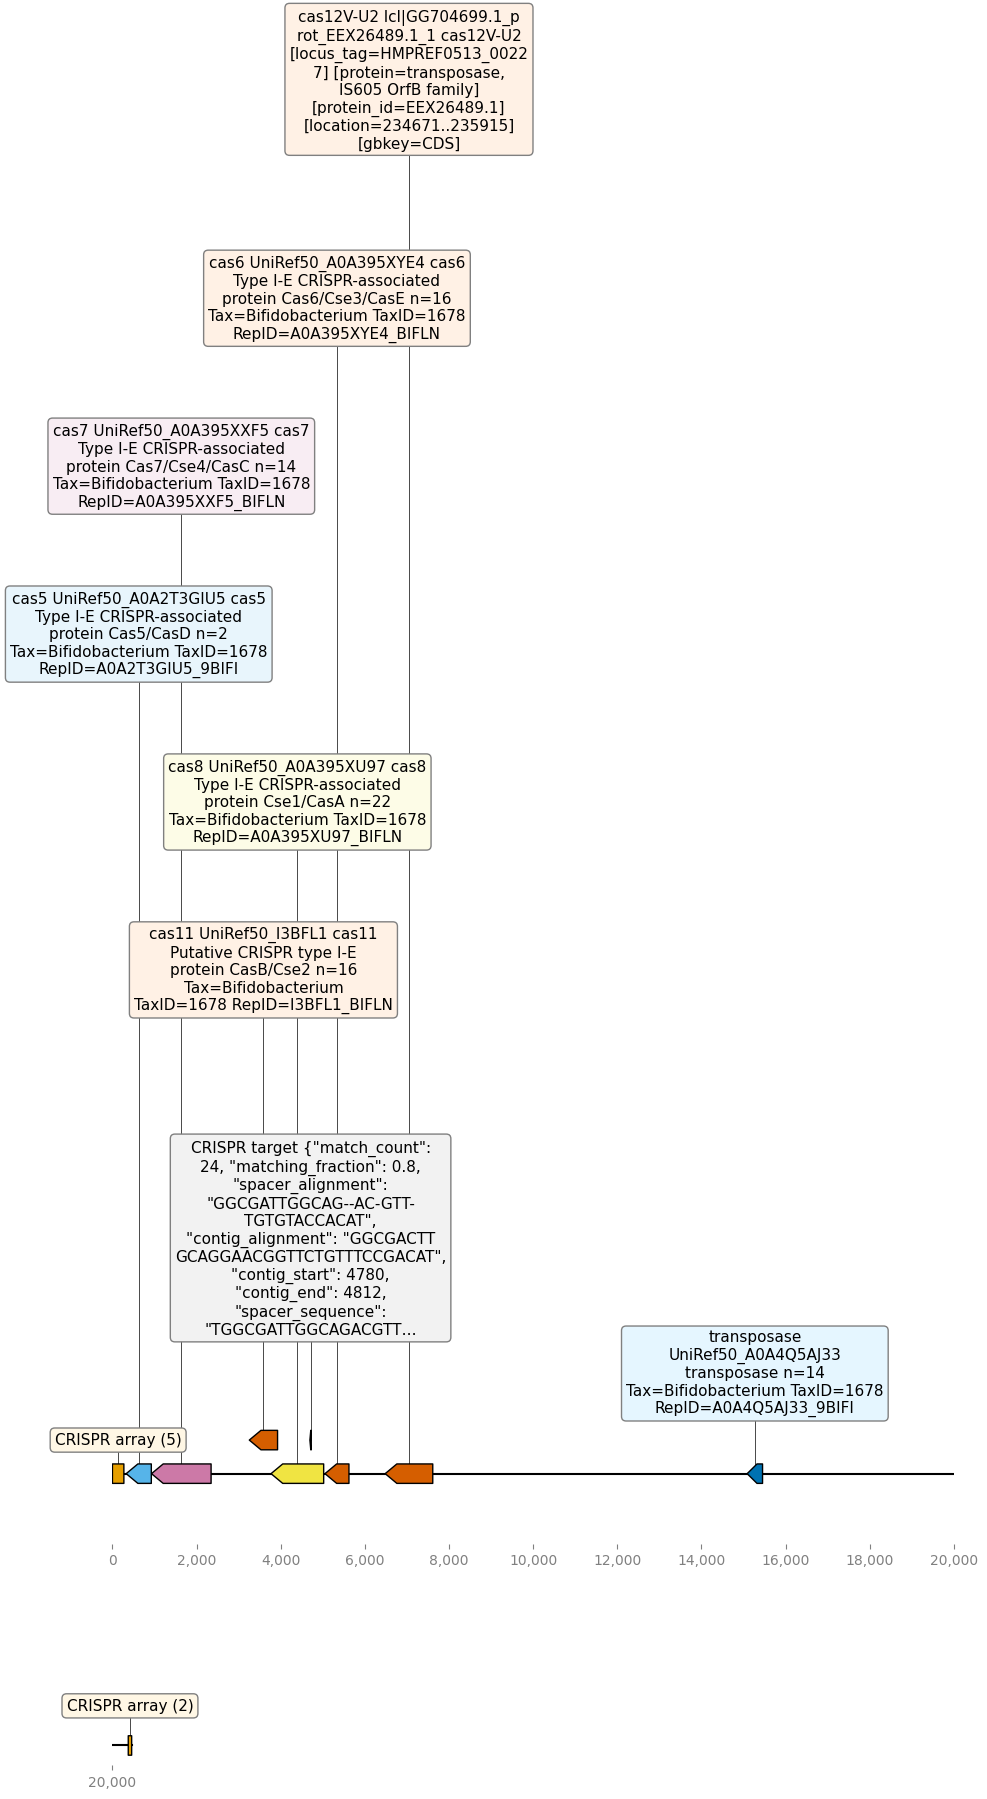 cas12V-U2 lcl|GG704699.1_p
rot_EEX26489.1_1 cas12V-U2
[locus_tag=HMPREF0513_0022
7] [protein=transposase,
IS605 OrfB family]
[protein_id=EEX26489.1]
[location=234671..235915]
[gbkey=CDS]
cas6 UniRef50_A0A395XYE4 cas6
Type I-E CRISPR-associated
protein Cas6/Cse3/CasE n=16
Tax=Bifidobacterium TaxID=1678
RepID=A0A395XYE4_BIFLN
cas7 UniRef50_A0A395XXF5 cas7
Type I-E CRISPR-associated
protein Cas7/Cse4/CasC n=14
Tax=Bifidobacterium TaxID=1678
RepID=A0A395XXF5_BIFLN
cas5 UniRef50_A0A2T3GIU5 cas5
Type I-E CRISPR-associated
protein Cas5/CasD n=2
Tax=Bifidobacterium TaxID=1678
RepID=A0A2T3GIU5_9BIFI
cas8 UniRef50_A0A395XU97 cas8
Type I-E CRISPR-associated
protein Cse1/CasA n=22
Tax=Bifidobacterium TaxID=1678
RepID=A0A395XU97_BIFLN
cas11 UniRef50_I3BFL1 cas11
Putative CRISPR type I-E
protein CasB/Cse2 n=16
Tax=Bifidobacterium
TaxID=1678 RepID=I3BFL1_BIFLN
CRISPR target {"match_count":
24, "matching_fraction": 0.8,
"spacer_alignment":
"GGCGATTGGCAG--AC-GTT-
TGTGTACCACAT",
"contig_alignment": "GGCGACTT
GCAGGAACGGTTCTGTTTCCGACAT",
"contig_start": 4780,
"contig_end": 4812,
"spacer_sequence":
"TGGCGATTGGCAGACGTT...
transposase
UniRef50_A0A4Q5AJ33
transposase n=14
Tax=Bifidobacterium TaxID=1678
RepID=A0A4Q5AJ33_9BIFI
CRISPR array (5)
0 2,000 4,000 6,000 8,000 10,000 12,000 14,000 16,000 18,000 20,000
CRISPR array (2)
20,000